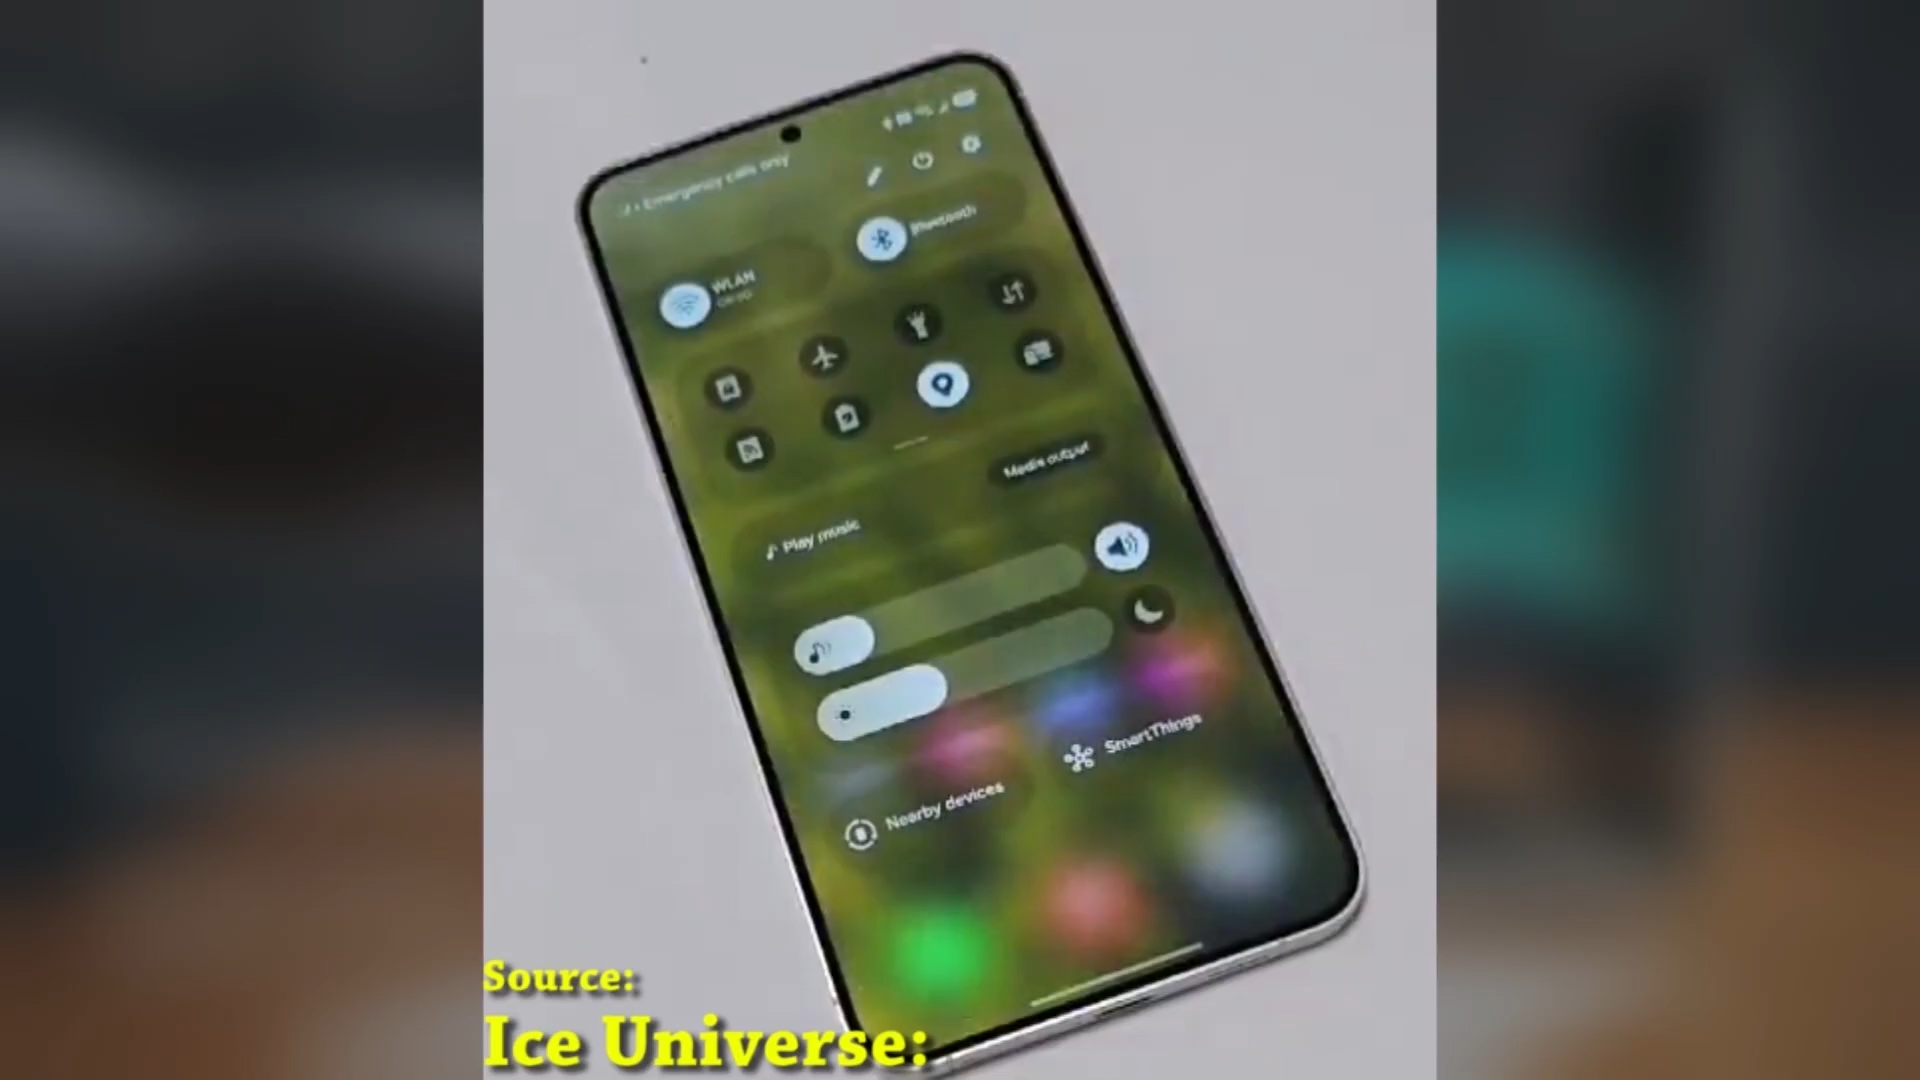 Emergency calls only
Bluetooth
WLAN
Media output
Play music
SmartThings
Nearby devices
Source:
Ice Universe: